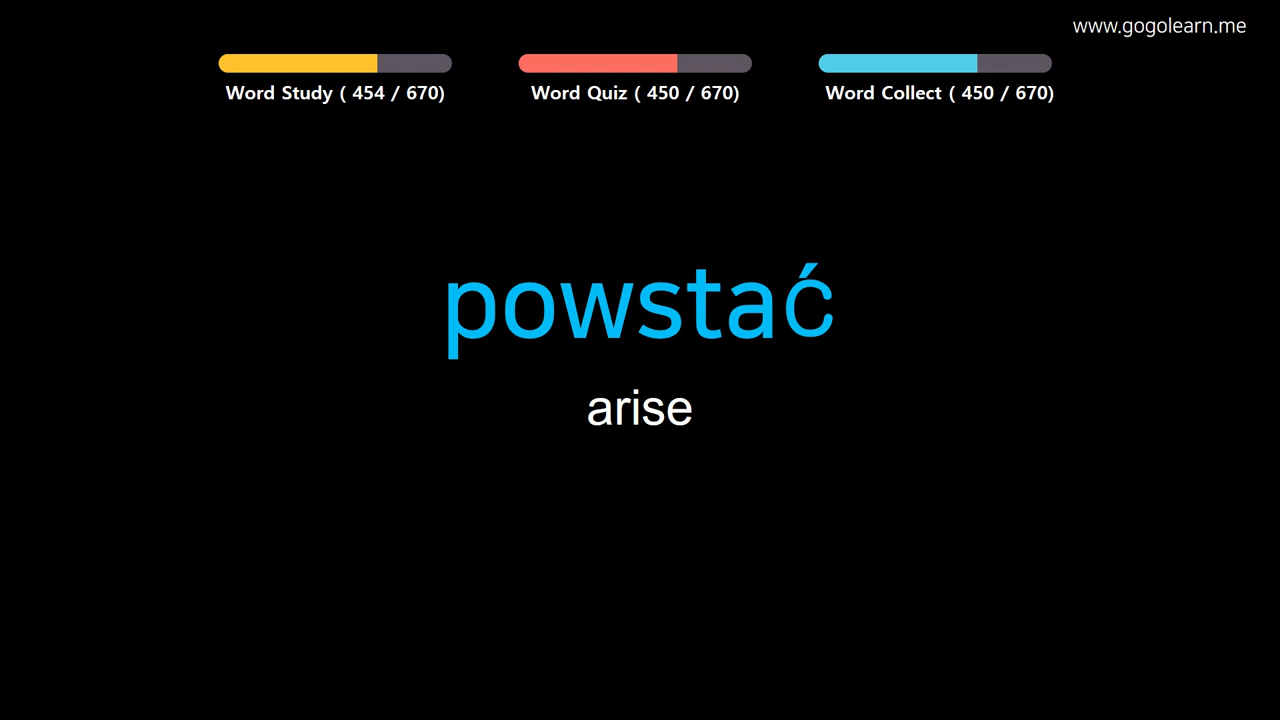 www.gogolearn.me
Word Study ( 454 / 670)
Word Quiz ( 450 / 670)
Word Collect ( 450 / 670)
powstać
arise